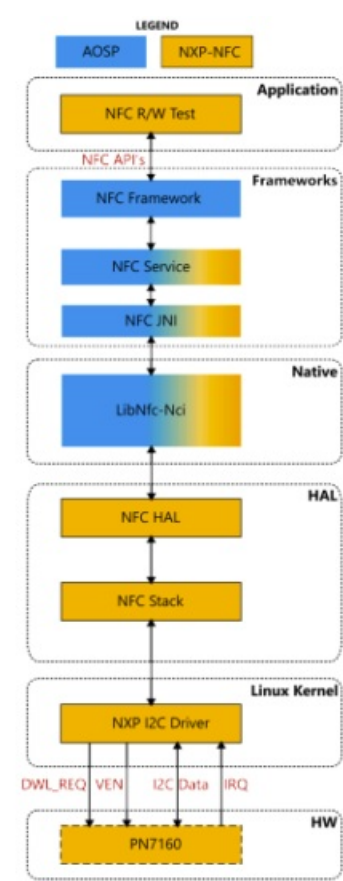 LEGEND
AOSP
NXP-NFC
Application
NFC R/W Test
NFC API's
Frameworks
NFC Framework
NFC Service
NFC JNI
Native
LibNfc-Nci
HAL
NFC HAL
NFC Stack
Linux Kernel
NXP I2C Driver
DWL_REQ VEN I2C Data IRQ
HW
PN7160